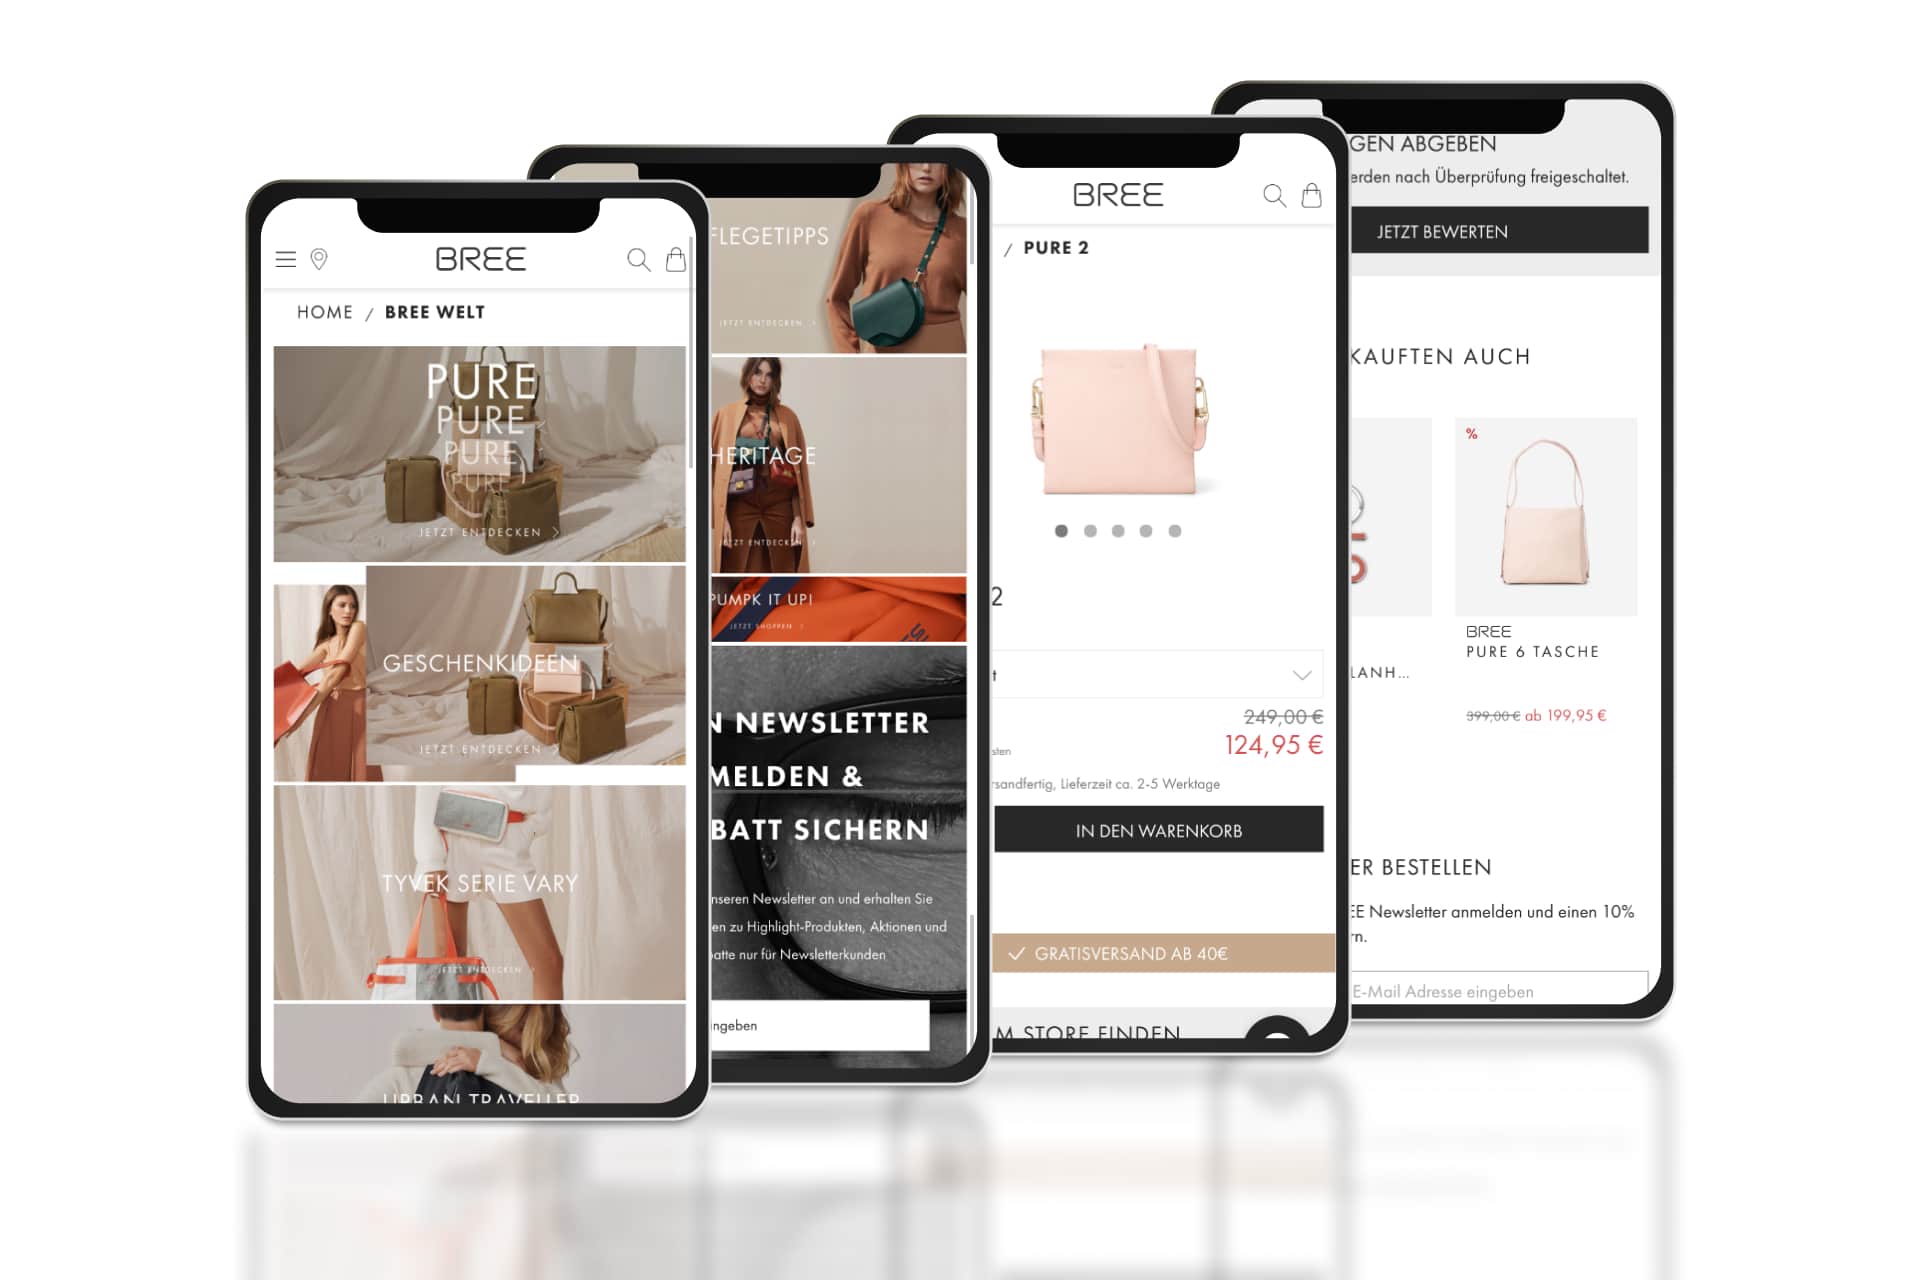 BREE
HOME / BREE WELT
PURE
PURE
PURE
PURE
PURE
JETZT ENTDECKEN >
GESCHENKIDEEN
JETZT ENTDECKEN >
TYVEK SERIE VARY
JETZT ENTDECKEN >
URBAN TRAVELLER
FLEGETIPPS
JETZT ENTDECKEN >
HERITAGE
JETZT ENTDECKEN >
PUMPK IT UP!
JETZT SHOPPEN >
N NEWSLETTER
MELDEN &
BATT SICHERN
nseren Newsletter an und erhalten Sie
en zu Highlight-Produkten, Aktionen und
atte nur für Newsletterkunden
ingeben
BREE
/ PURE 2
2
t
249,00 €
sten
124,95 €
rsandfertig, Lieferzeit ca. 2-5 Werktage
IN DEN WARENKORB
✓ GRATISVERSAND AB 40€
M STORE FINDEN
GEN ABGEBEN
erden nach Überprüfung freigeschaltet.
JETZT BEWERTEN
KAUFTEN AUCH
%
BREE
PURE 6 TASCHE
LANH...
399,00 € ab 199,95 €
ER BESTELLEN
EE Newsletter anmelden und einen 10%
rn.
E-Mail Adresse eingeben